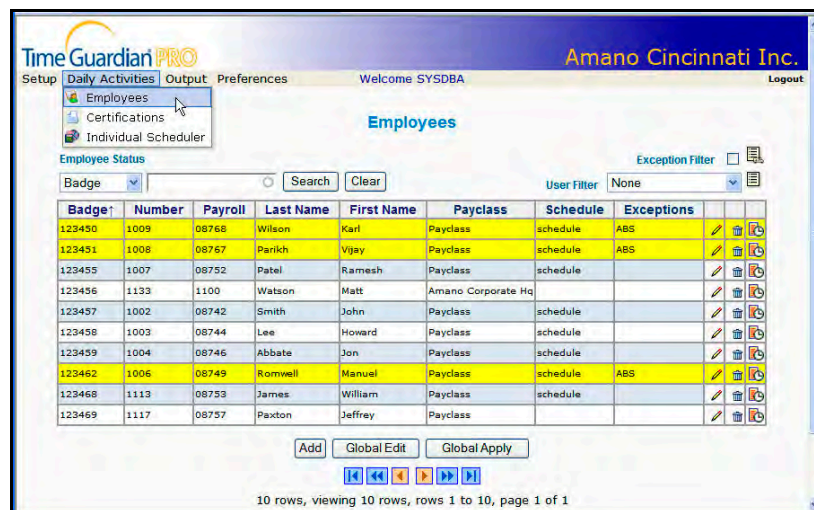 Time Guardian PRO
Amano Cincinnati Inc.
Setup Daily Activities Output Preferences Welcome SYSDBA Logout
Employees
Certifications
Individual Scheduler
Employees
Employee Status
Exception Filter
Badge Search Clear User Filter None
Badge↑ Number Payroll Last Name First Name Payclass Schedule Exceptions
123450 1009 08768 Wilson Karl Payclass schedule ABS
123451 1008 08767 Parikh Vijay Payclass schedule ABS
123455 1007 08752 Patel Ramesh Payclass schedule
123456 1133 1100 Watson Matt Amano Corporate Hq
123457 1002 08742 Smith John Payclass schedule
123458 1003 08744 Lee Howard Payclass schedule
123459 1004 08746 Abbate Jon Payclass schedule
123462 1006 08749 Romwell Manuel Payclass schedule ABS
123468 1113 08753 James William Payclass schedule
123469 1117 08757 Paxton Jeffrey Payclass
Add Global Edit Global Apply
10 rows, viewing 10 rows, rows 1 to 10, page 1 of 1